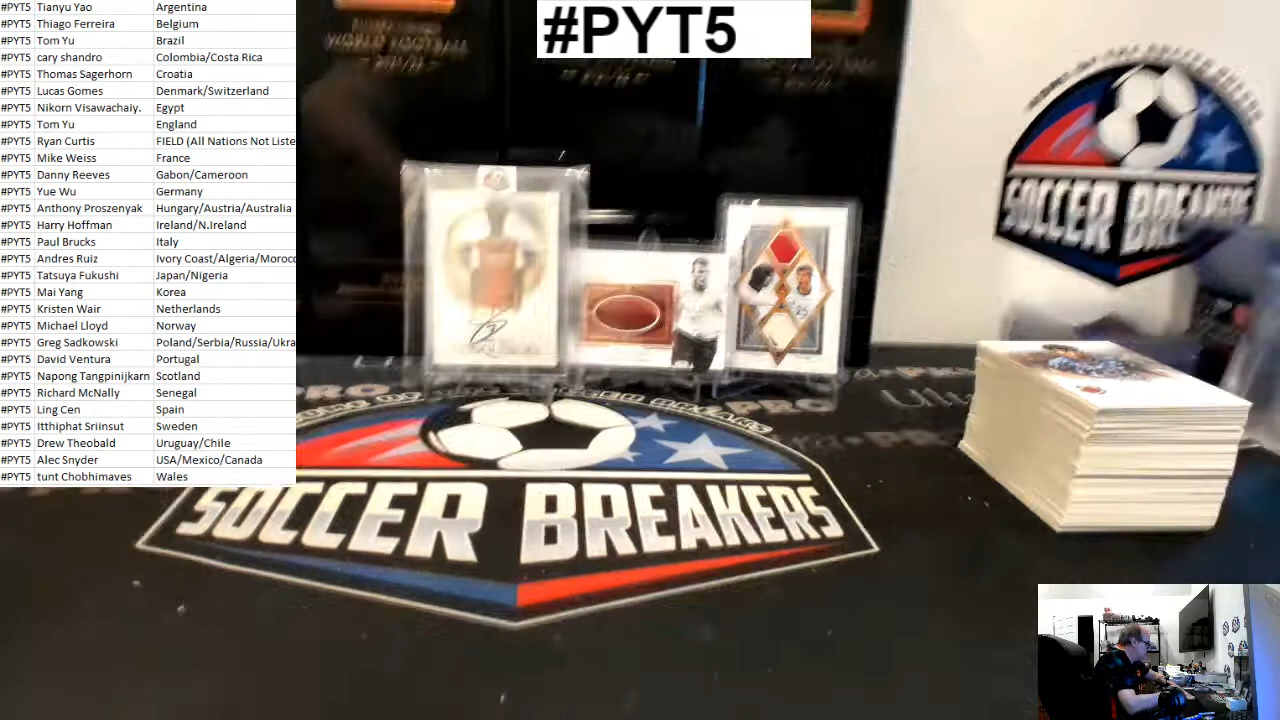 #PYT5
#PYT5 Tianyu Yao Argentina
#PYT5 Thiago Ferreira Belgium
#PYT5 Tom Yu Brazil
#PYT5 cary shandro Colombia/Costa Rica
#PYT5 Thomas Sagerhorn Croatia
#PYT5 Lucas Gomes Denmark/Switzerland
#PYT5 Nikorn Visawachaiy. Egypt
#PYT5 Tom Yu England
#PYT5 Ryan Curtis FIELD (All Nations Not Liste
#PYT5 Mike Weiss France
#PYT5 Danny Reeves Gabon/Cameroon
#PYT5 Yue Wu Germany
#PYT5 Anthony Proszenyak Hungary/Austria/Australia
#PYT5 Harry Hoffman Ireland/N.Ireland
#PYT5 Paul Brucks Italy
#PYT5 Andres Ruiz Ivory Coast/Algeria/Moroco
#PYT5 Tatsuya Fukushi Japan/Nigeria
#PYT5 Mai Yang Korea
#PYT5 Kristen Wair Netherlands
#PYT5 Michael Lloyd Norway
#PYT5 Greg Sadkowski Poland/Serbia/Russia/Ukra
#PYT5 David Ventura Portugal
#PYT5 Napong Tangpinijkarn Scotland
#PYT5 Richard McNally Senegal
#PYT5 Ling Cen Spain
#PYT5 Itthiphat Sriinsut Sweden
#PYT5 Drew Theobald Uruguay/Chile
#PYT5 Alec Snyder USA/Mexico/Canada
#PYT5 tunt Chobhimaves Wales
WORLD FOOTBALL
SOCCER BREAKERS
SOCCER BREAKERS